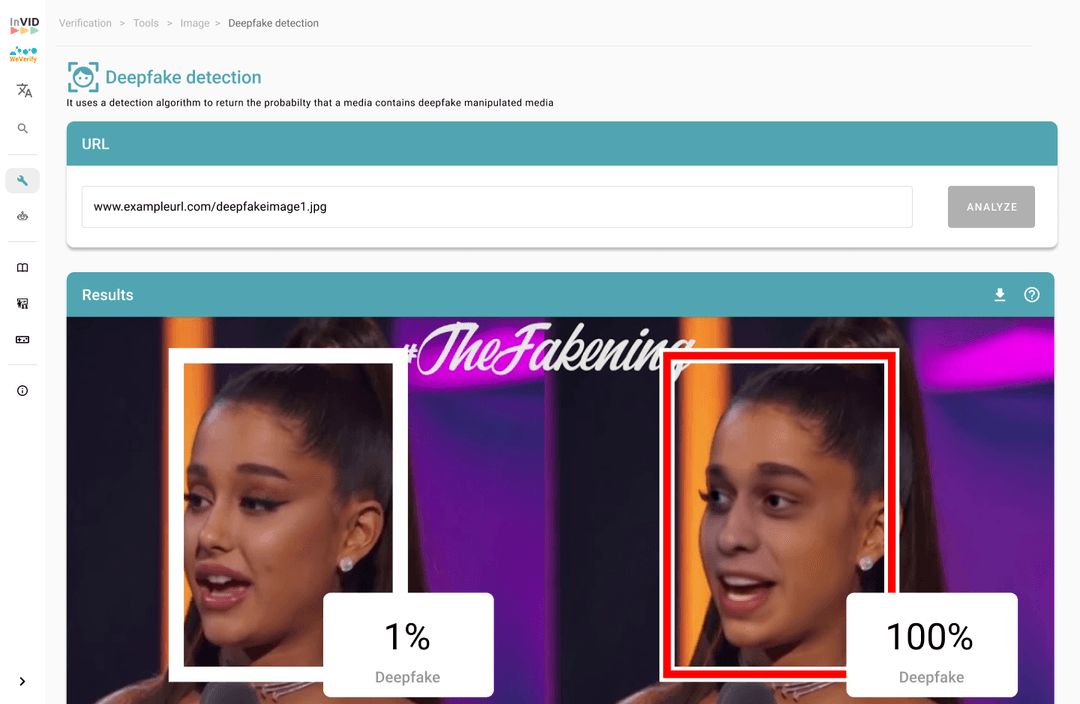 InVID
Verification > Tools > Image > Deepfake detection
WeVerify
Deepfake detection
It uses a detection algorithm to return the probabilty that a media contains deepfake manipulated media
URL
www.exampleurl.com/deepfakeimage1.jpg
ANALYZE
Results
#TheFakening
1%
Deepfake
100%
Deepfake